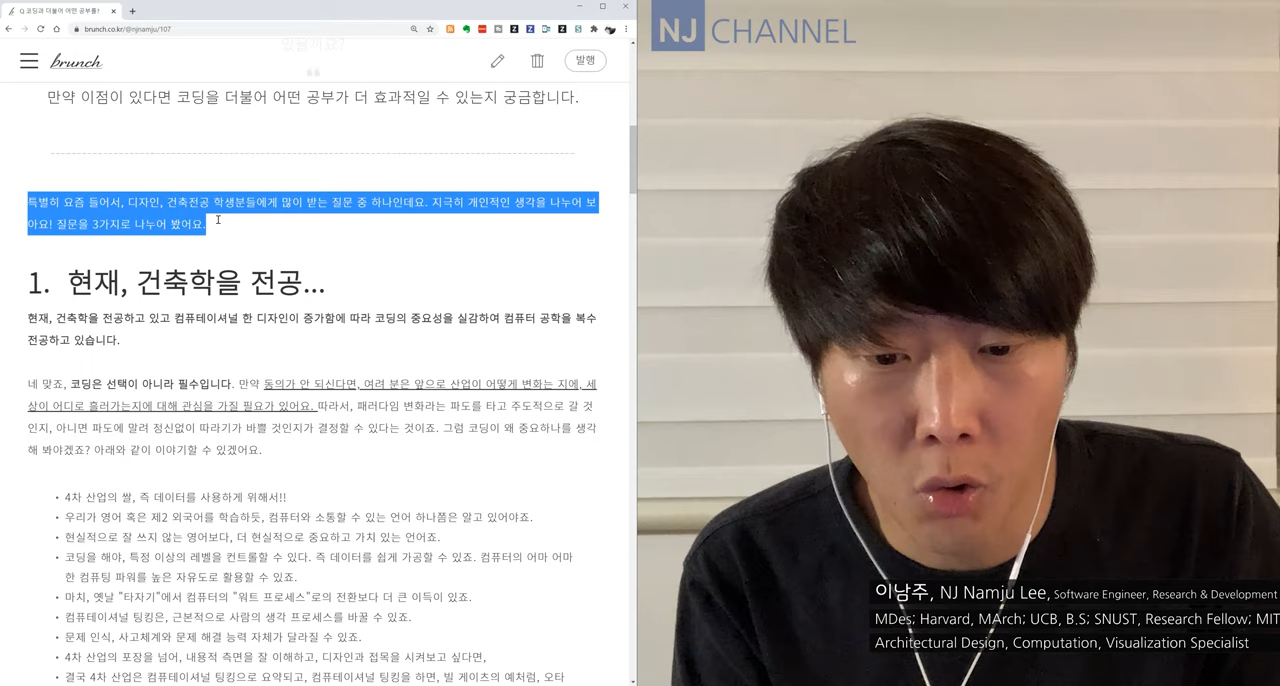 Q 코딩과 더불어 어떤 공부를?
brunch.co.kr/@njnamju/107
있을까요?
brunch
발행
만약 이점이 있다면 코딩을 더불어 어떤 공부가 더 효과적일 수 있는지 궁금합니다.
특별히 요즘 들어서, 디자인, 건축전공 학생분들에게 많이 받는 질문 중 하나인데요. 지극히 개인적인 생각을 나누어 보
아요! 질문을 3가지로 나누어 봤어요.
1. 현재, 건축학을 전공...
현재, 건축학을 전공하고 있고 컴퓨테이셔널 한 디자인이 증가함에 따라 코딩의 중요성을 실감하여 컴퓨터 공학을 복수
전공하고 있습니다.
네 맞죠, 코딩은 선택이 아니라 필수입니다. 만약 동의가 안 되신다면, 여려 분은 앞으로 산업이 어떻게 변화는 지에, 세
상이 어디로 흘러가는지에 대해 관심을 가질 필요가 있어요. 따라서, 패러다임 변화라는 파도를 타고 주도적으로 갈 것
인지, 아니면 파도에 말려 정신없이 따라기가 바쁠 것인지가 결정할 수 있다는 것이죠. 그럼 코딩이 왜 중요하나를 생각
해 봐야겠죠? 아래와 같이 이야기할 수 있겠어요.
• 4차 산업의 쌀, 즉 데이터를 사용하게 위해서!!
• 우리가 영어 혹은 제2 외국어를 학습하듯, 컴퓨터와 소통할 수 있는 언어 하나쯤은 알고 있어야죠.
• 현실적으로 잘 쓰지 않는 영어보다, 더 현실적으로 중요하고 가치 있는 언어죠.
• 코딩을 해야, 특정 이상의 레벨을 컨트롤할 수 있다. 즉 데이터를 쉽게 가공할 수 있죠. 컴퓨터의 어마 어마
한 컴퓨팅 파워를 높은 자유도로 활용할 수 있죠.
• 마치, 옛날 "타자기"에서 컴퓨터의 "워트 프로세스"로의 전환보다 더 큰 이득이 있죠.
• 컴퓨테이셔널 팅킹은, 근본적으로 사람의 생각 프로세스를 바꿀 수 있죠.
• 문제 인식, 사고체계와 문제 해결 능력 자체가 달라질 수 있죠.
• 4차 산업의 포장을 넘어, 내용적 측면을 잘 이해하고, 디자인과 접목을 시켜보고 싶다면,
• 결국 4차 산업은 컴퓨테이셔널 팅킹으로 요약되고, 컴퓨테이셔널 팅킹을 하면, 빌 게이츠의 예처럼, 오타
NJ CHANNEL
이남주, NJ Namju Lee, Software Engineer, Research & Development
MDes; Harvard, MArch; UCB, B.S; SNUST, Research Fellow; MIT
Architectural Design, Computation, Visualization Specialist